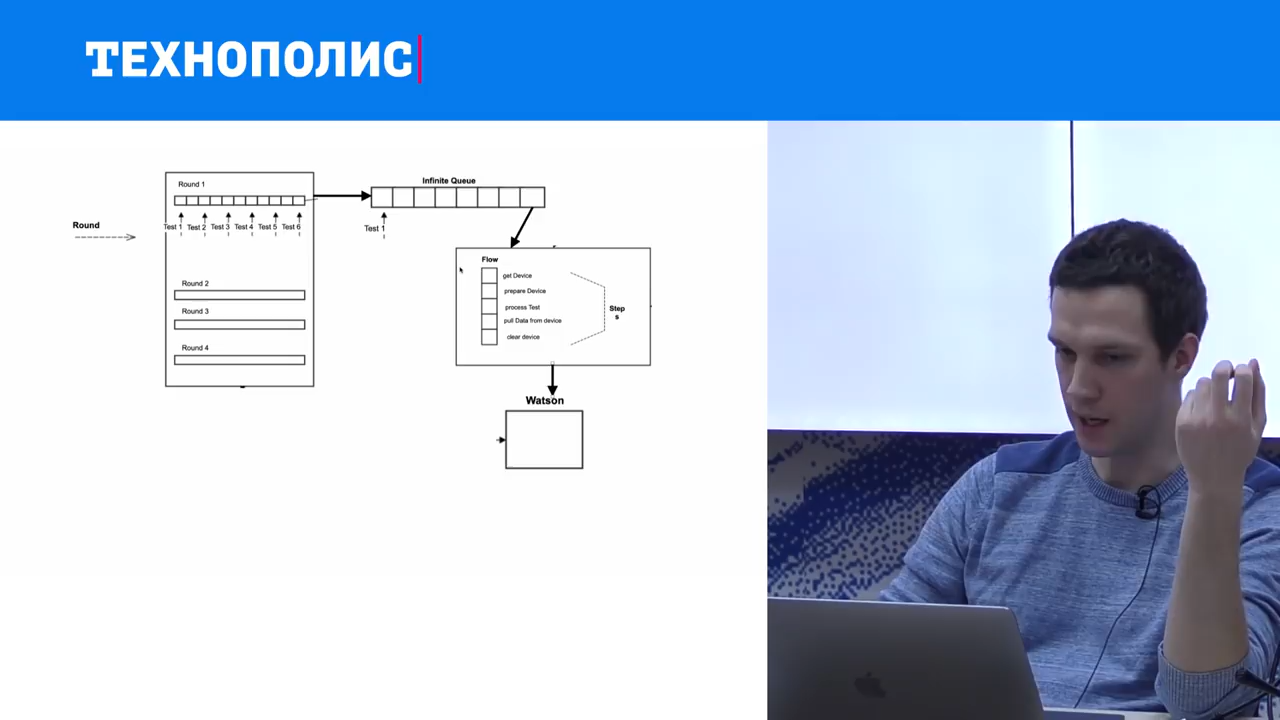 ТЕХНОПОЛИС
Round
Round 1
Test 1 Test 2 Test 3 Test 4 Test 5 Test 6
Round 2
Round 3
Round 4
Infinite Queue
Test 1
Flow
get Device
prepare Device
process Test
pull Data from device
clear device
Step
s
Watson